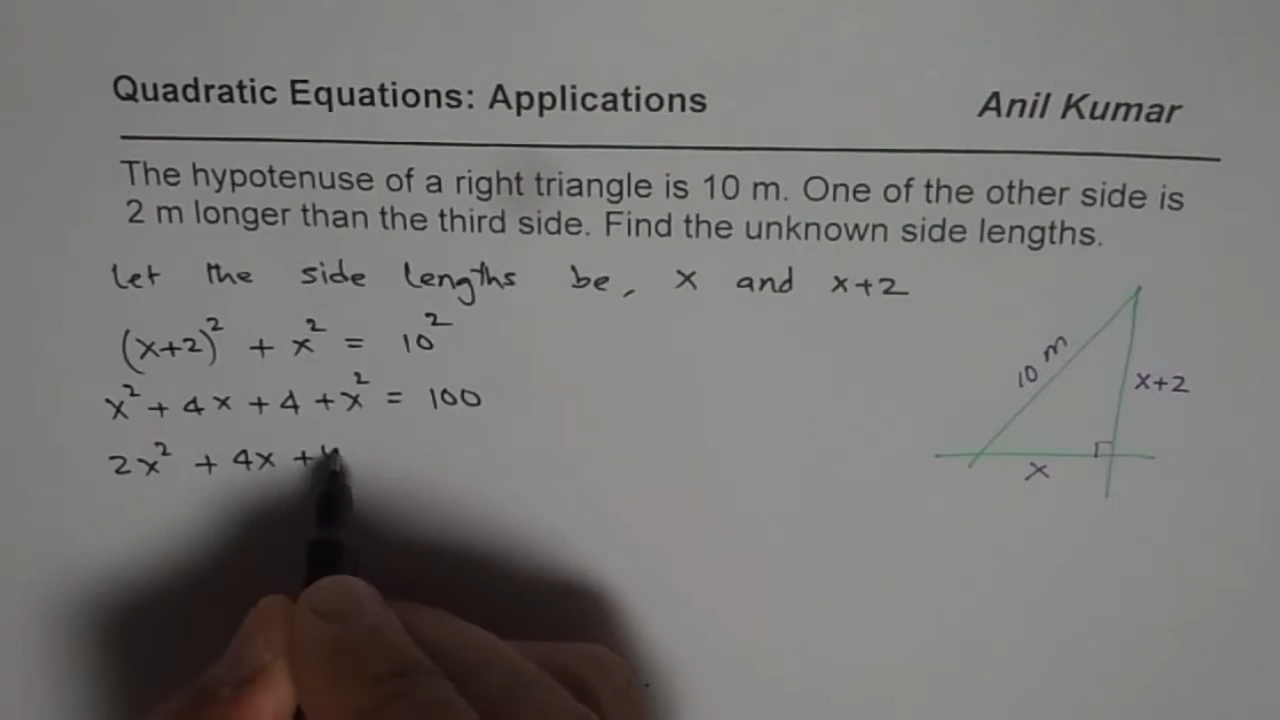 Quadratic Equations: Applications
Anil Kumar
The hypotenuse of a right triangle is 10 m. One of the other side is
2 m longer than the third side. Find the unknown side lengths.
Let the side lengths be, x and x+2
(x+2)² + x² = 10²
x² + 4x + 4 + x² = 100
2x² + 4x +
10 m
x+2
x